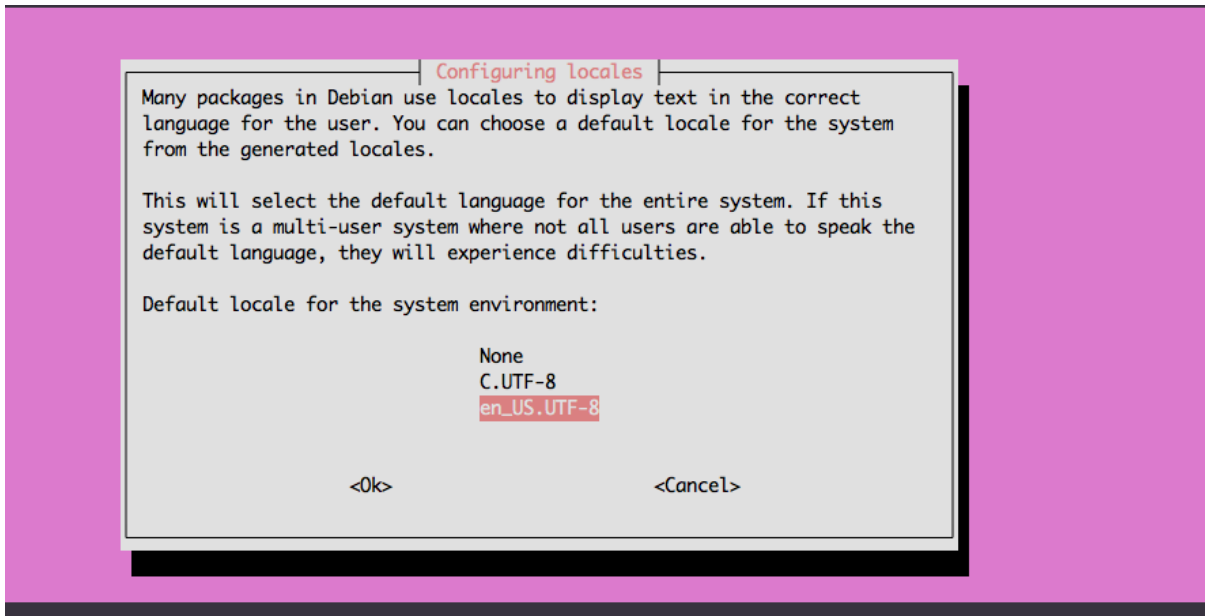 Configuring locales
Many packages in Debian use locales to display text in the correct
language for the user. You can choose a default locale for the system
from the generated locales.
This will select the default language for the entire system. If this
system is a multi-user system where not all users are able to speak the
default language, they will experience difficulties.
Default locale for the system environment:
None
C.UTF-8
en_US.UTF-8
<Ok> <Cancel>